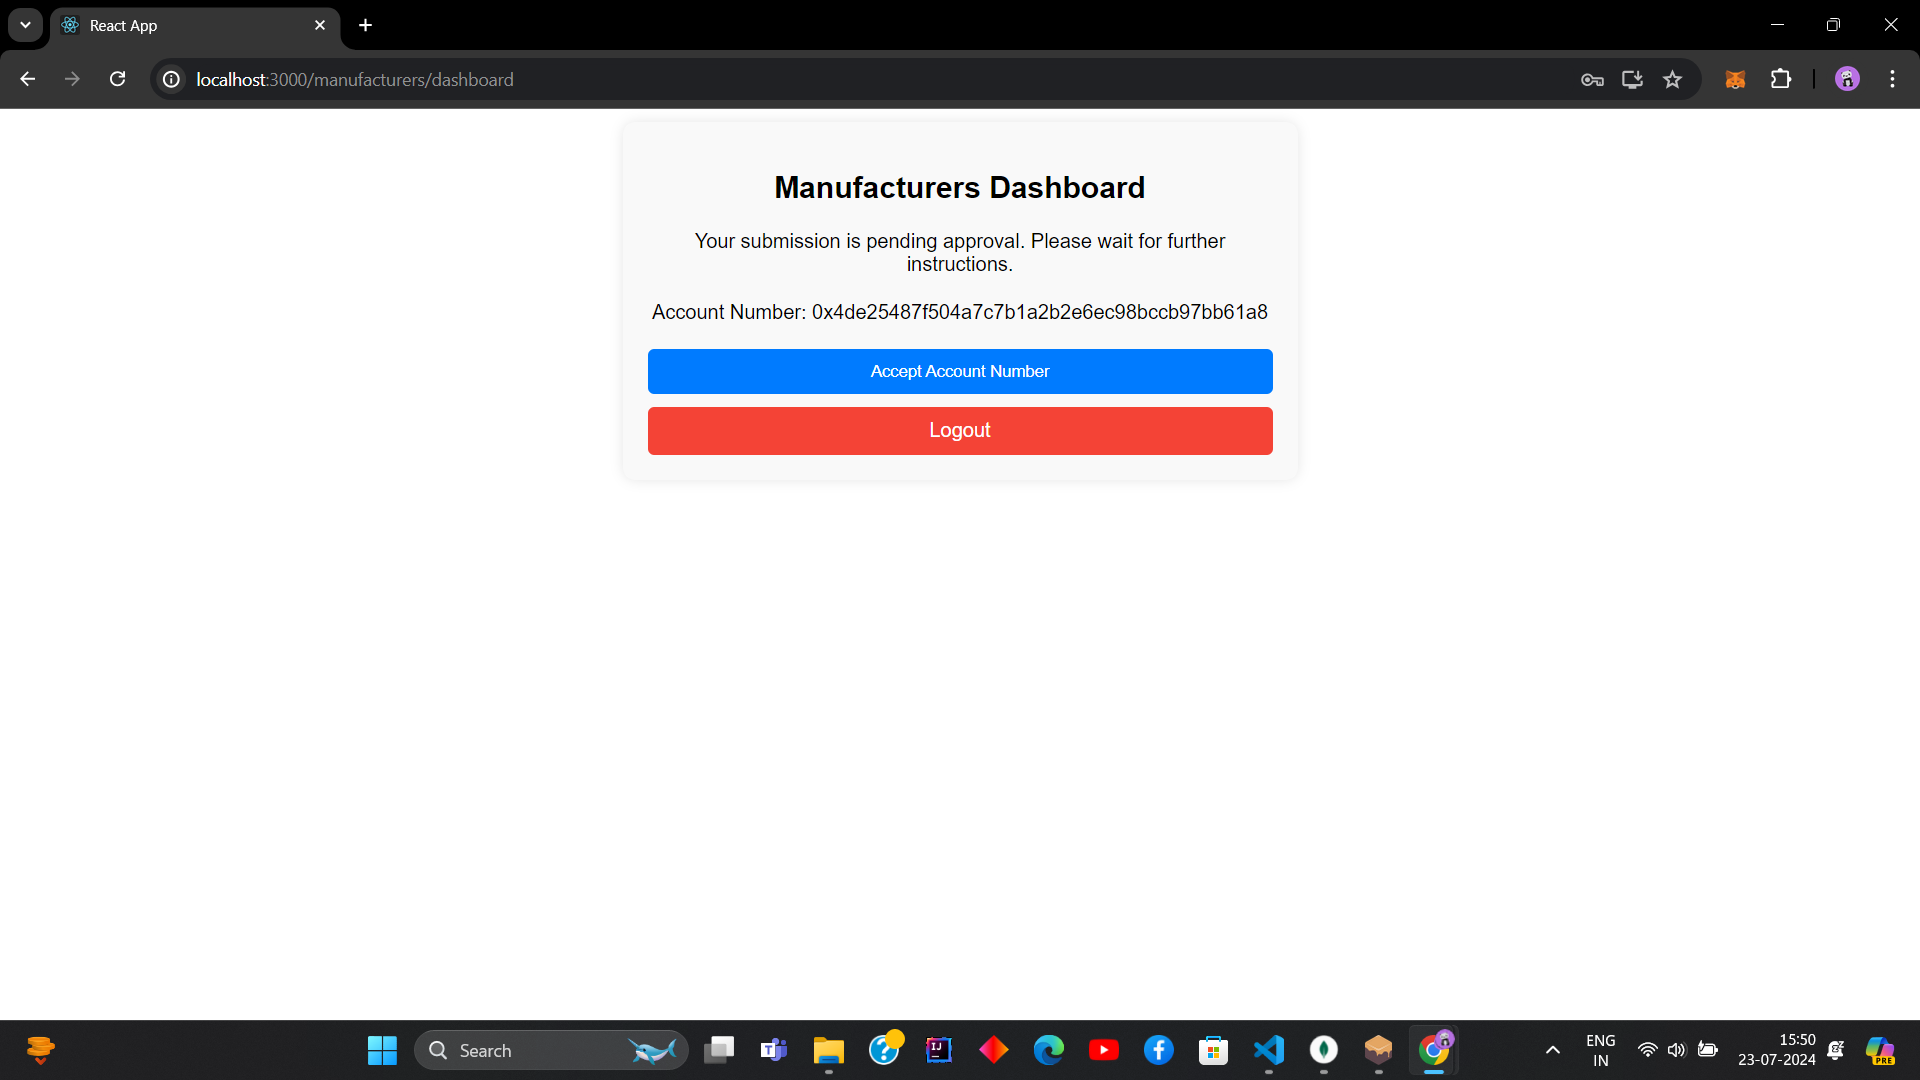 React App
localhost:3000/manufacturers/dashboard
Manufacturers Dashboard
Your submission is pending approval. Please wait for further
instructions.
Account Number: 0x4de25487f504a7c7b1a2b2e6ec98bccb97bb61a8
Accept Account Number
Logout
Search
ENG
IN
15:50
23-07-2024
PRE